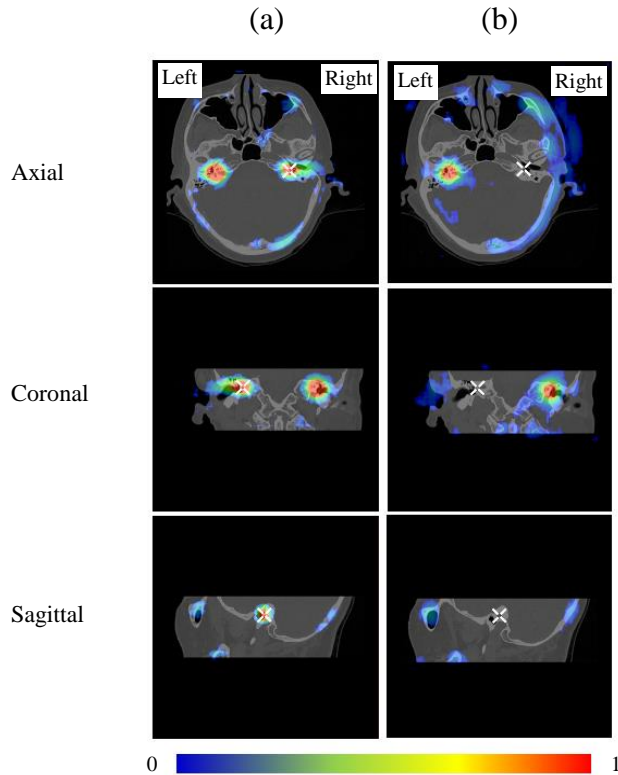 (a) (b)
Left Right Left Right
Axial
Coronal
Sagittal
0 1